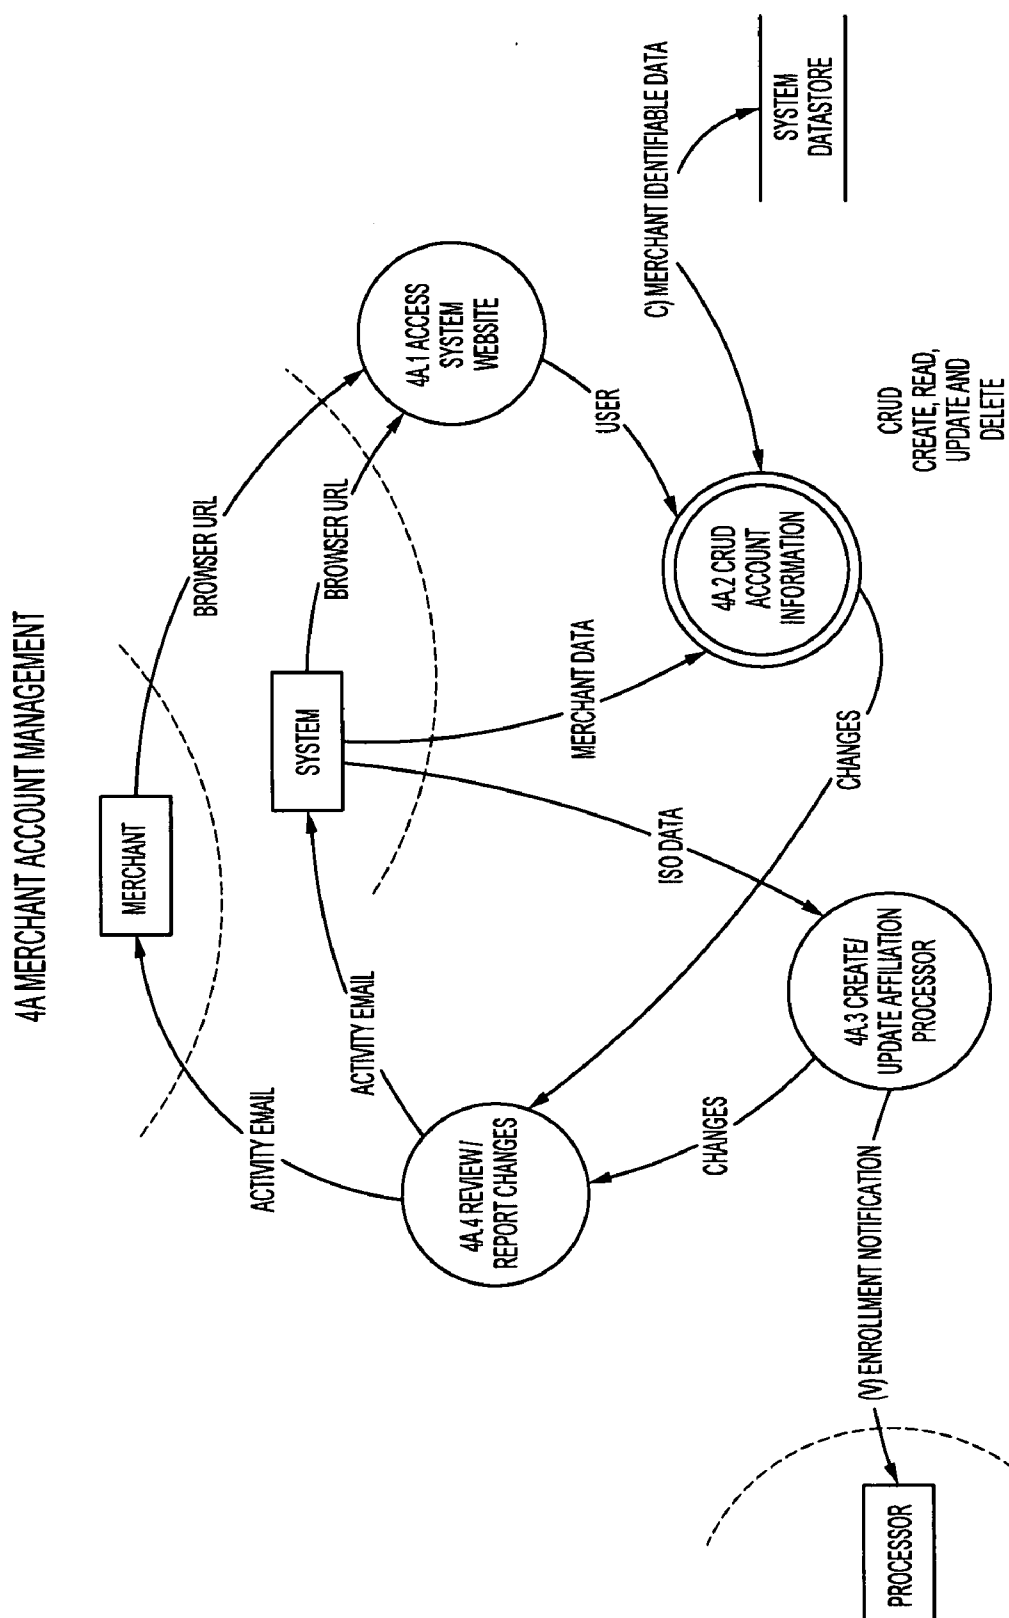 4A MERCHANT ACCOUNT MANAGEMENT
MERCHANT
BROWSER URL
ACTIVITY EMAIL
SYSTEM
BROWSER URL
ACTIVITY EMAIL
4A.1 ACCESS
SYSTEM
WEBSITE
USER
MERCHANT DATA
ISO DATA
C) MERCHANT IDENTIFIABLE DATA
SYSTEM
DATASTORE
4A.2 CRUD
ACCOUNT
INFORMATION
CHANGES
4A.4 REVIEW/
REPORT CHANGES
CHANGES
4A.3 CREATE/
UPDATE AFFILIATION
PROCESSOR
(V) ENROLLMENT NOTIFICATION
PROCESSOR
CRUD
CREATE, READ,
UPDATE AND
DELETE